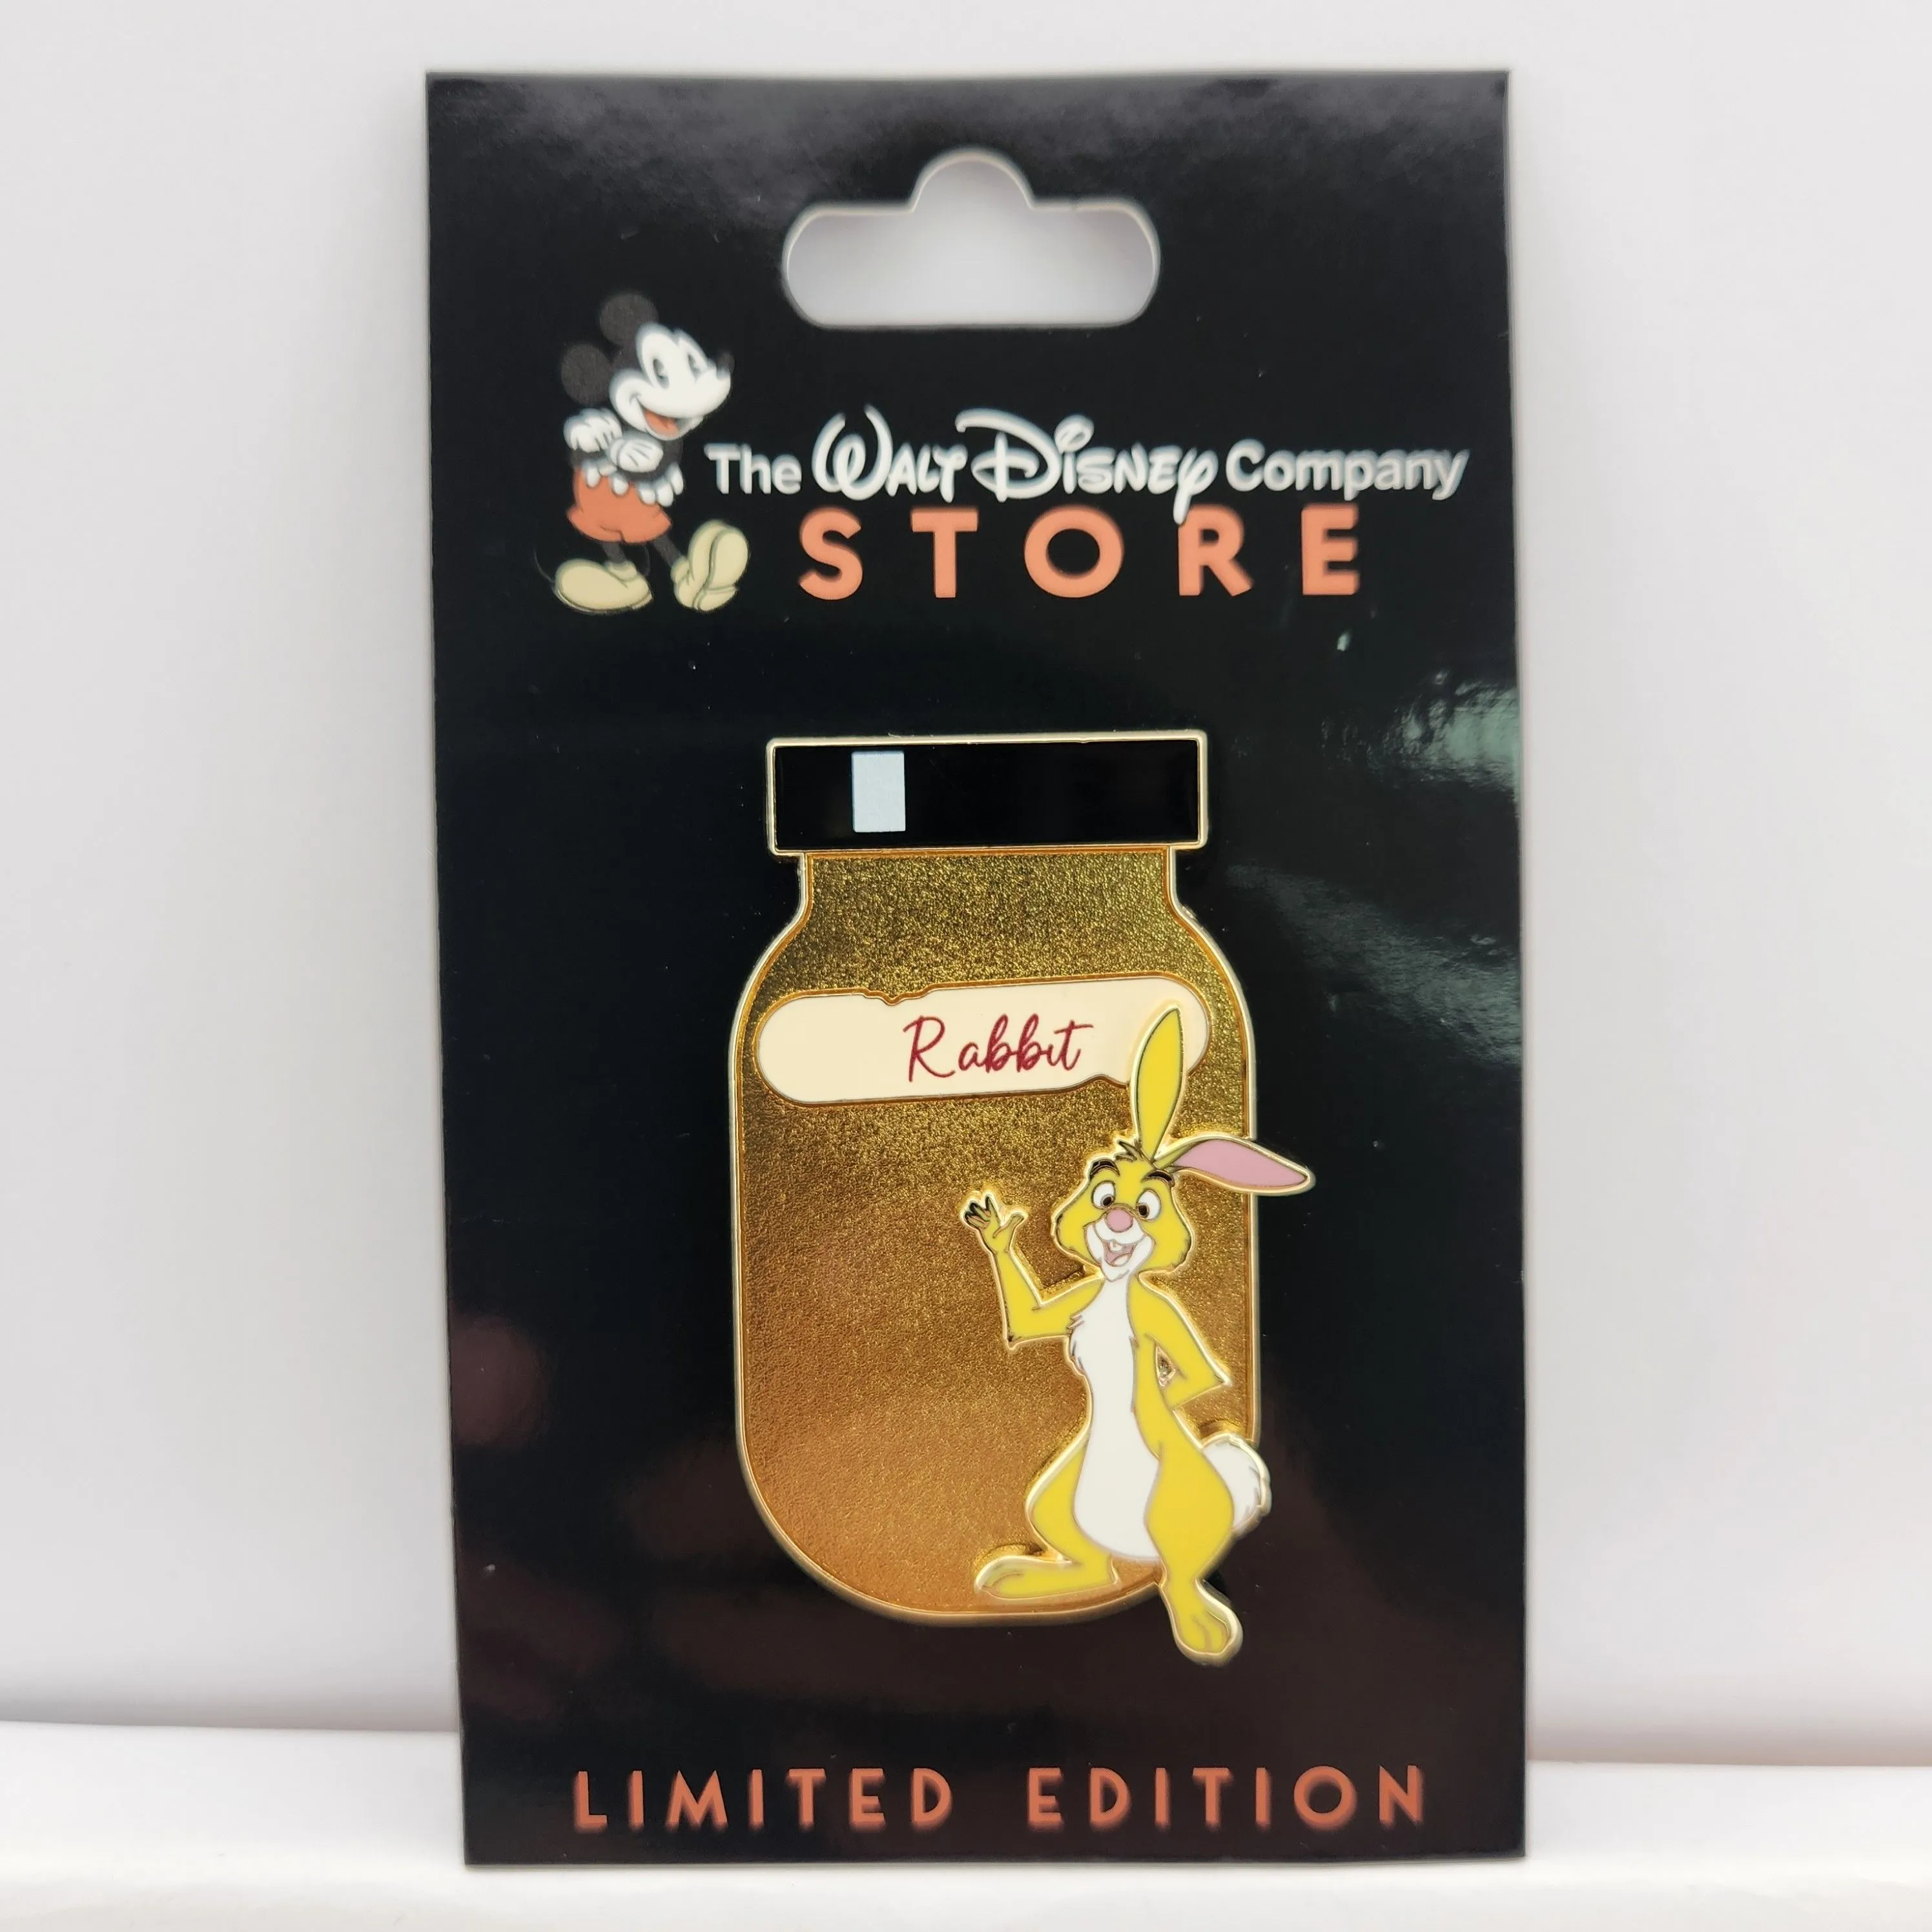 The WALT DISNEY Company
STORE
Rabbit
LIMITED EDITION